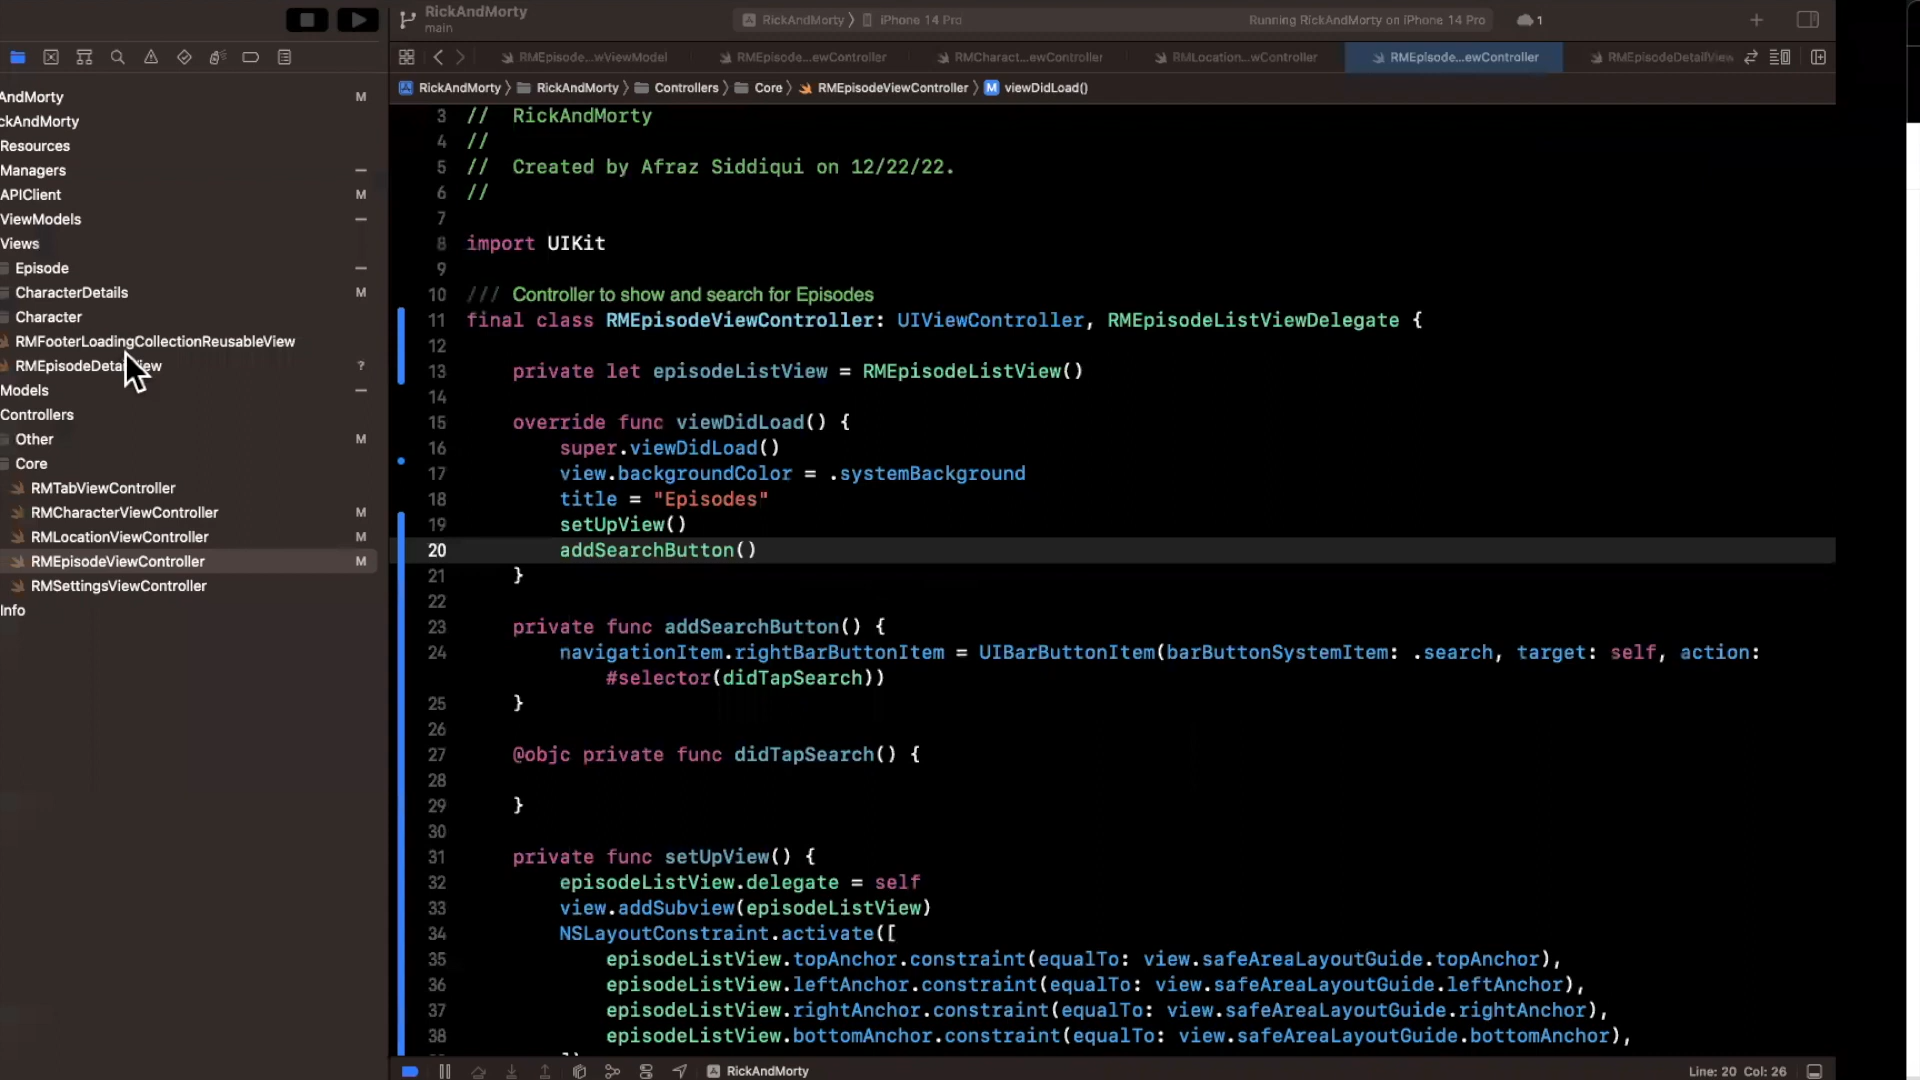 RickAndMorty
main
RickAndMorty
iPhone 14 Pro
Running RickAndMorty on iPhone 14 Pro
1
RMEpisode...wViewModel
RMEpisode...ewController
RMCharact...ewController
RMLocation...wController
RMEpisode...ewController
RMEpisodeDetailView
RickAndMorty
RickAndMorty
Controllers
Core
RMEpisodeViewController
M
viewDidLoad()
AndMorty M
ckAndMorty
Resources
Managers
APIClient M
ViewModels
Views
Episode
CharacterDetails M
Character
RMFooterLoadingCollectionReusableView
RMEpisodeDeta View ?
Models
Controllers
Other M
Core
RMTabViewController
RMCharacterViewController M
RMLocationViewController M
RMEpisodeViewController M
RMSettingsViewController
Info
3 // RickAndMorty
4 //
5 // Created by Afraz Siddiqui on 12/22/22.
6 //
7
8 import UIKit
9
10 /// Controller to show and search for Episodes
11 final class RMEpisodeViewController: UIViewController, RMEpisodeListViewDelegate {
12
13 private let episodeListView = RMEpisodeListView()
14
15 override func viewDidLoad() {
16 super.viewDidLoad()
17 view.backgroundColor = .systemBackground
18 title = "Episodes"
19 setUpView()
20 addSearchButton()
21 }
22
23 private func addSearchButton() {
24 navigationItem.rightBarButtonItem = UIBarButtonItem(barButtonSystemItem: .search, target: self, action:
#selector(didTapSearch))
25 }
26
27 @objc private func didTapSearch() {
28
29 }
30
31 private func setUpView() {
32 episodeListView.delegate = self
33 view.addSubview(episodeListView)
34 NSLayoutConstraint.activate([
35 episodeListView.topAnchor.constraint(equalTo: view.safeAreaLayoutGuide.topAnchor),
36 episodeListView.leftAnchor.constraint(equalTo: view.safeAreaLayoutGuide.leftAnchor),
37 episodeListView.rightAnchor.constraint(equalTo: view.safeAreaLayoutGuide.rightAnchor),
38 episodeListView.bottomAnchor.constraint(equalTo: view.safeAreaLayoutGuide.bottomAnchor),
RickAndMorty
Line: 20 Col: 26